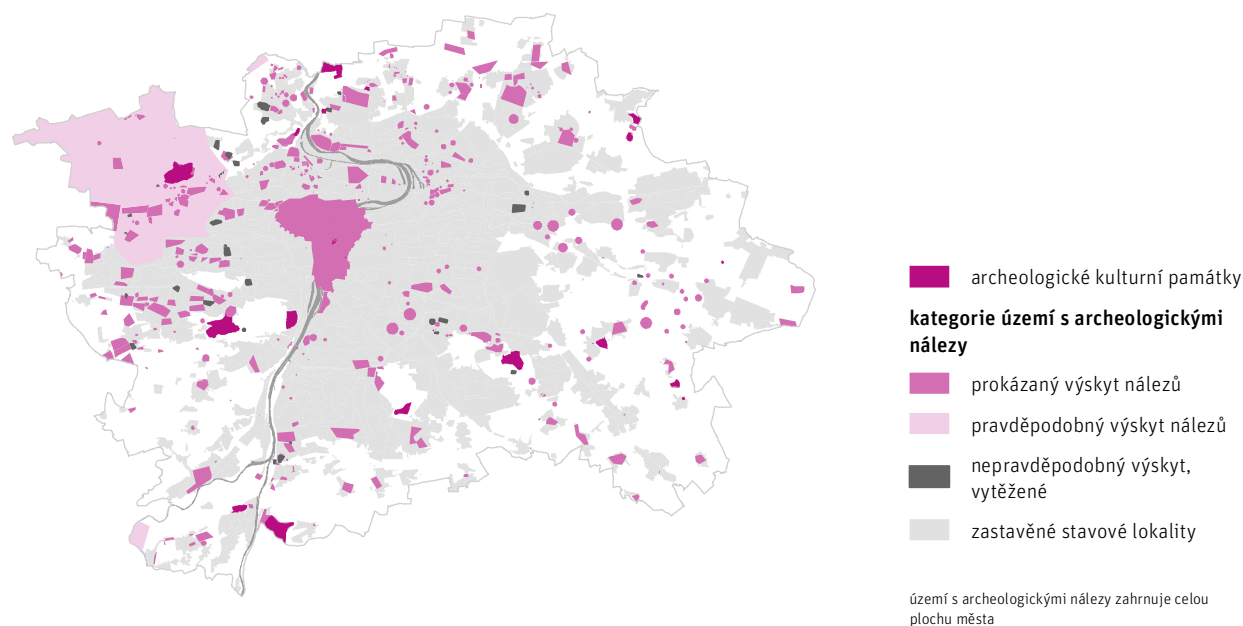 archeologické kulturní památky
kategorie území s archeologickými
nálezy
prokázaný výskyt nálezů
pravděpodobný výskyt nálezů
nepravděpodobný výskyt,
vytěžené
zastavěné stavové lokality
území s archeologickými nálezy zahrnuje celou
plochu města